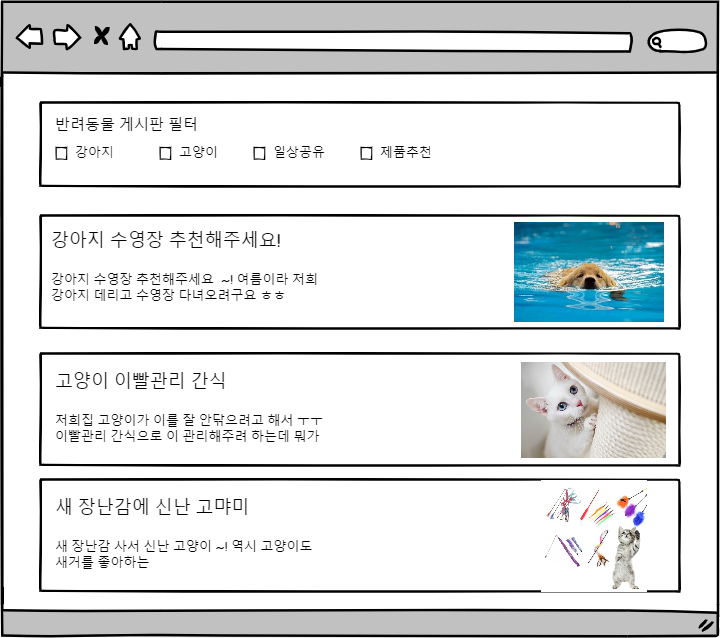 반려동물 게시판 필터
강아지 고양이 일상공유 제품추천
강아지 수영장 추천해주세요!
강아지 수영장 추천해주세요 ~! 여름이라 저희
강아지 데리고 수영장 다녀오려구요 ㅎㅎ
고양이 이빨관리 간식
저희집 고양이가 이를 잘 안닦으려고 해서 ㅜㅜ
이빨관리 간식으로 이 관리해주려 하는데 뭐가
새 장난감에 신난 고먀미
새 장난감 사서 신난 고양이 ~! 역시 고양이도
새거를 좋아하는